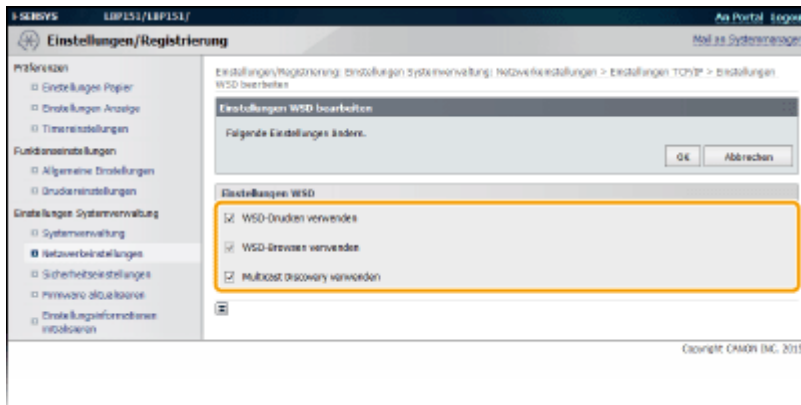 i-SENSYS LBP151/LBP151/ An Portal Logout
Einstellungen/Registrierung Mail an Systemmanager
Präferenzen
Einstellungen Papier
Einstellungen Anzeige
Timereinstellungen
Funktionseinstellungen
Allgemeine Einstellungen
Druckereinstellungen
Einstellungen Systemverwaltung
Systemverwaltung
Netzwerkeinstellungen
Sicherheitseinstellungen
Firmware aktualisieren
Einstellungsinformationen
initialisieren
Einstellungen/Registrierung: Einstellungen Systemverwaltung: Netzwerkeinstellungen > Einstellungen TCP/IP > Einstellungen
WSD bearbeiten
Einstellungen WSD bearbeiten
Folgende Einstellungen ändern.
OK Abbrechen
Einstellungen WSD
WSD-Drucken verwenden
WSD-Browsen verwenden
Multicast Discovery verwenden
Copyright CANON INC. 2015